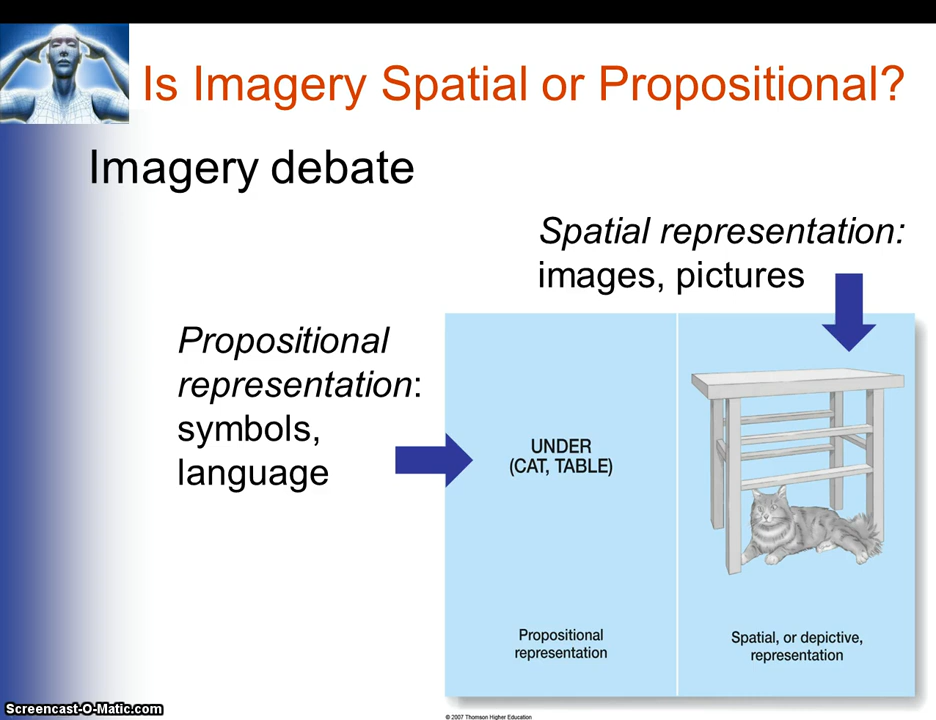 Is Imagery Spatial or Propositional?
Imagery debate
Spatial representation:
images, pictures
Propositional
representation:
symbols,
language
UNDER
(CAT, TABLE)
Propositional
representation
Spatial, or depictive,
representation
© 2007 Thomson Higher Education
Screencast-O-Matic.com